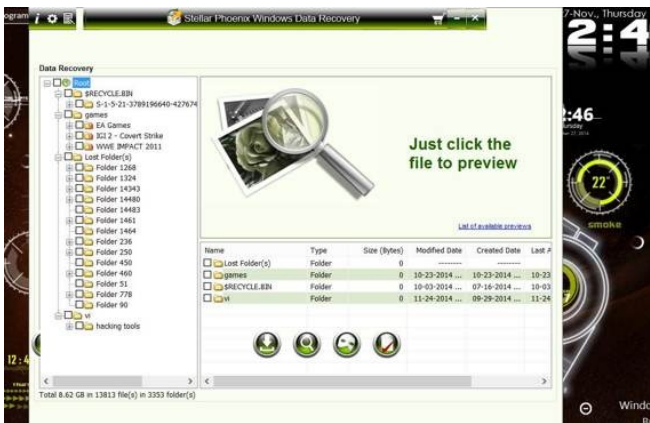 ogram
i
Stellar Phoenix Windows Data Recovery
7-Nov., Thursday
2:4
Data Recovery
Root
$RECYCLE.BIN
S-1-5-21-3789196640-427674
games
EA Games
IGI 2 - Covert Strike
WWE IMPACT 2011
Lost Folder(s)
Folder 1268
Folder 1324
Folder 14343
Folder 14480
Folder 14483
Folder 1461
Folder 1464
Folder 236
Folder 250
Folder 450
Folder 460
Folder 51
Folder 778
Folder 90
vi
hacking tools
Just click the
file to preview
List of available previews
Name Type Size (Bytes) Modified Date Created Date Last A
Lost Folder(s) Folder 0 --------
games Folder 0 10-23-2014 ... 10-23-2014 ... 10-23
$RECYCLE.BIN Folder 0 10-03-2014 ... 07-16-2014 ... 10-03
vi Folder 0 11-24-2014 ... 09-29-2014 ... 11-24
Total 8.62 GB in 13813 file(s) in 3353 folder(s)
:46
22°
smoke
12:4
Windo